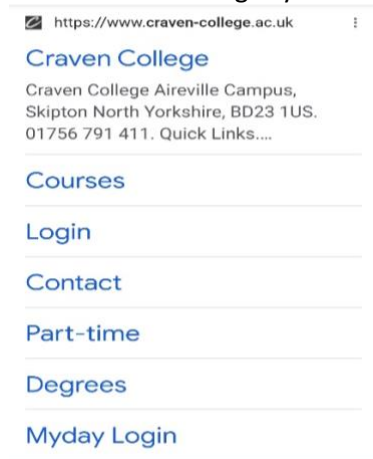 https://www.craven-college.ac.uk
Craven College
Craven College Aireville Campus,
Skipton North Yorkshire, BD23 1US.
01756 791 411. Quick Links....
Courses
Login
Contact
Part-time
Degrees
Myday Login